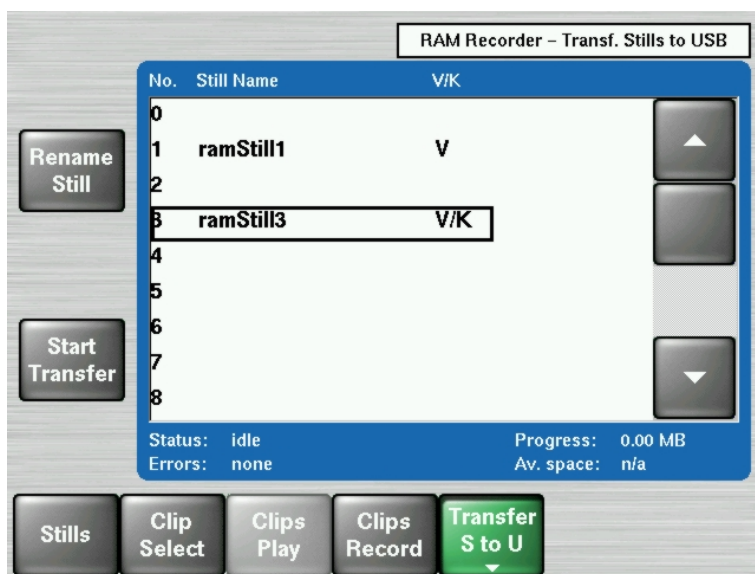 RAM Recorder – Transf. Stills to USB
No. Still Name V/K
0
1 ramStill1 V
2
3 ramStill3 V/K
4
5
6
7
8
Rename
Still
Start
Transfer
Status: idle Progress: 0.00 MB
Errors: none Av. space: n/a
Stills
Clip
Select
Clips
Play
Clips
Record
Transfer
S to U